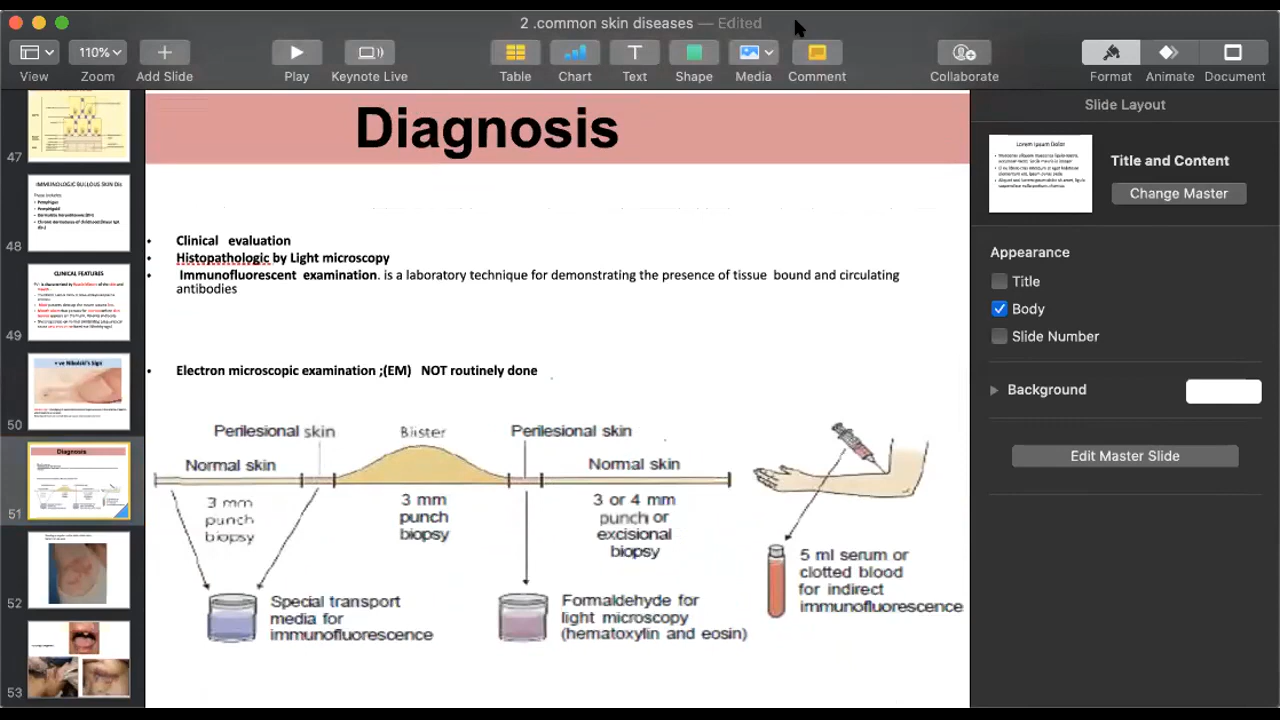 2 .common skin diseases — Edited
110%
View
Zoom
Add Slide
Play
Keynote Live
Table
Chart
Text
Shape
Media
Comment
Collaborate
Format
Animate
Document
47
48
IMMUNOLOGIC BULLOUS SKIN DIs:
49
CLINICAL FEATURES
50
+ ve Nikolski's Sign
51
Diagnosis
52
53
Diagnosis
• Clinical evaluation
• Histopathologic by Light microscopy
• Immunofluorescent examination. is a laboratory technique for demonstrating the presence of tissue bound and circulating
antibodies
• Electron microscopic examination ;(EM) NOT routinely done
Perilesional skin
Blister
Perilesional skin
Normal skin
Normal skin
3 mm
punch
biopsy
3 mm
punch
biopsy
3 or 4 mm
punch or
excisional
biopsy
Special transport
media for
immunofluorescence
Formaldehyde for
light microscopy
(hematoxylin and eosin)
5 ml serum or
clotted blood
for indirect
immunofluorescence
Slide Layout
Title and Content
Change Master
Appearance
Title
Body
Slide Number
Background
Edit Master Slide